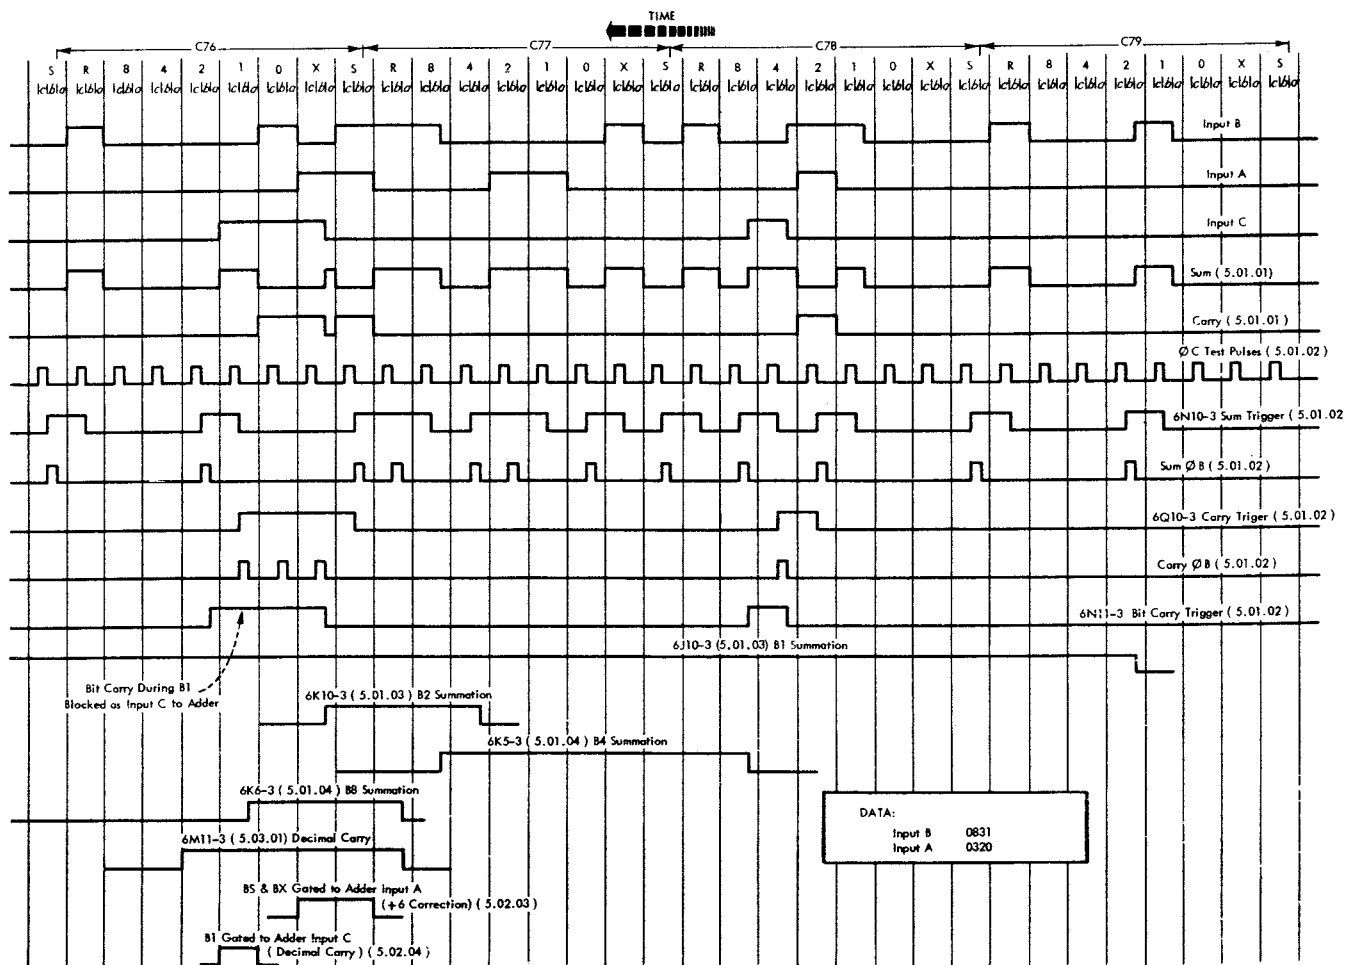 TIME
C76 C77 C78 C79
S R 8 4 2 1 0 X S R 8 4 2 1 0 X S R 8 4 2 1 0 X S R 8 4 2 1 0 X S
Input B
Input A
Input C
Sum ( 5.01.01)
Carry ( 5.01.01 )
ØC Test Pulses ( 5.01.02)
6N10-3 Sum Trigger ( 5.01.02
Sum ØB ( 5.01.02)
6Q10-3 Carry Triger ( 5.01.02 )
Carry ØB ( 5.01.02)
6N11-3 Bit Carry Trigger ( 5.01.02 )
6J10-3 (5.01.03) B1 Summation
Bit Carry During B1
Blocked as Input C to Adder
6K10-3 ( 5.01.03 ) B2 Summation
6K5-3 ( 5.01.04 ) B4 Summation
6K6-3 ( 5.01.04 ) B8 Summation
6M11-3 ( 5.03.01) Decimal Carry
DATA:
Input B 0831
Input A 0320
BS & BX Gated to Adder Input A
(+6 Correction) ( 5.02.03 )
B1 Gated to Adder Input C
( Decimal Carry ) ( 5.02.04 )